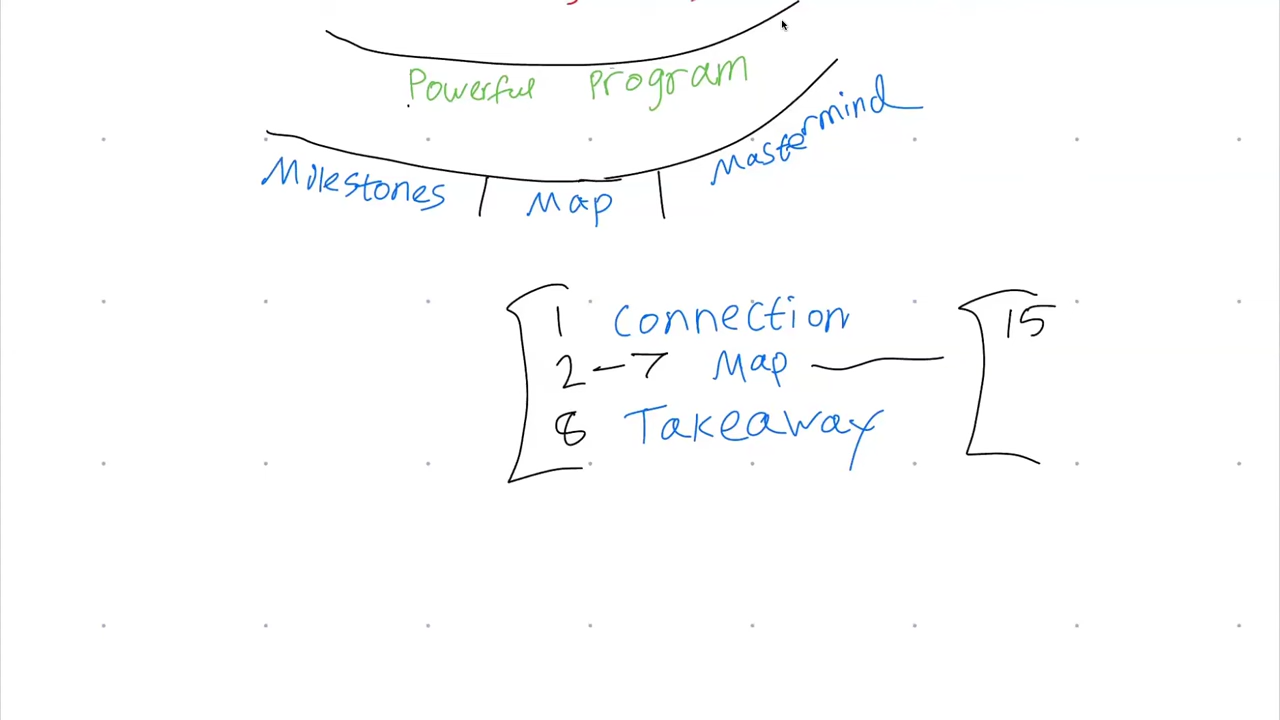 Powerful Program
Milestones | Map | Mastermind
1 Connection
2-7 Map
8 Takeaway
15